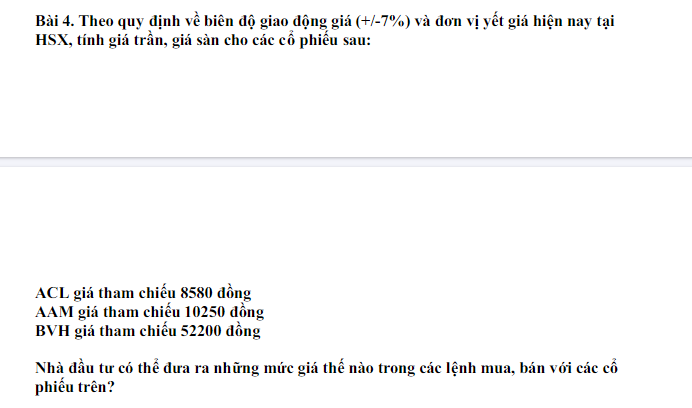 Bài 4. Theo quy định về biên độ giao động giá (+/-7%) và đơn vị yết giá hiện nay tại
HSX, tính giá trần, giá sàn cho các cổ phiếu sau:
ACL giá tham chiếu 8580 đồng
AAM giá tham chiếu 10250 đồng
BVH giá tham chiếu 52200 đồng
Nhà đầu tư có thể đưa ra những mức giá thế nào trong các lệnh mua, bán với các cổ
phiếu trên?